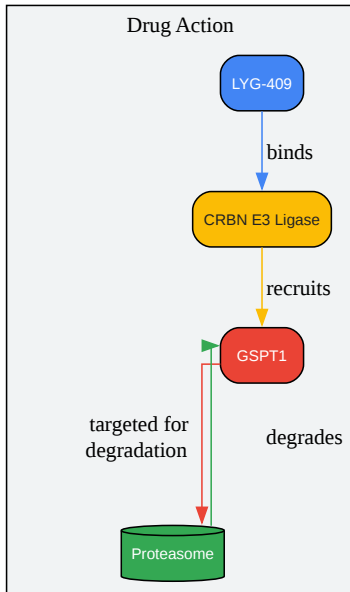 Drug Action
LYG-409
binds
CRBN E3 Ligase
recruits
GSPT1
targeted for
degradation
degrades
Proteasome